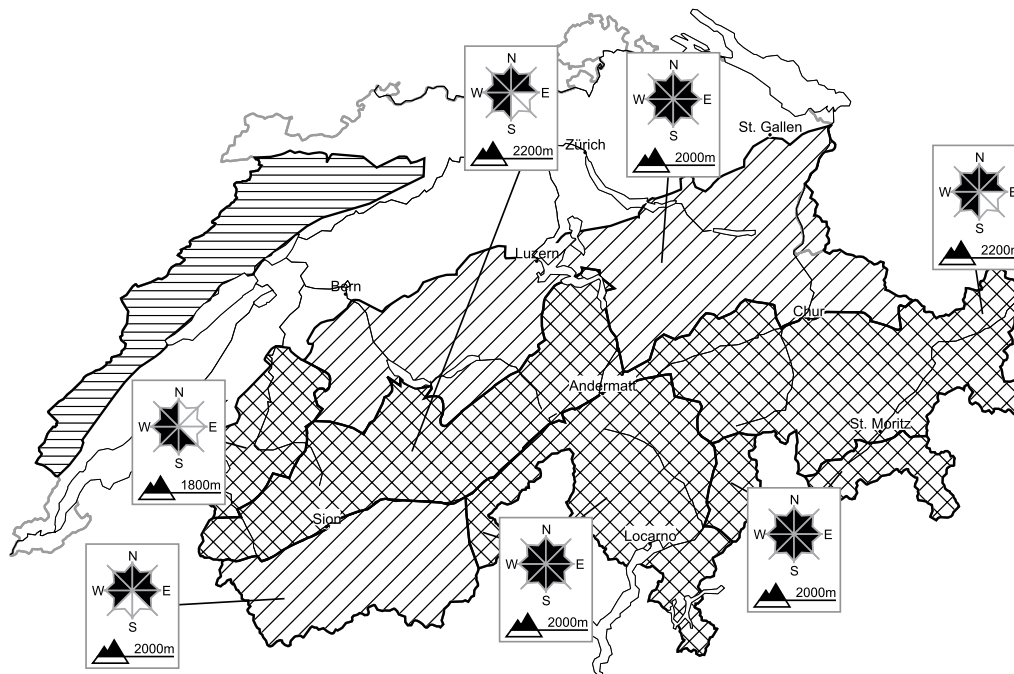 N
W E
S
2200m
N
W E
S
2000m
St. Gallen
Zürich
N
W E
S
2200m
Luzern
Bern
Chur
Andermatt
St. Moritz
N
W E
S
1800m
Sion
Locarno
N
W E
S
2000m
N
W E
S
2000m
N
W E
S
2000m